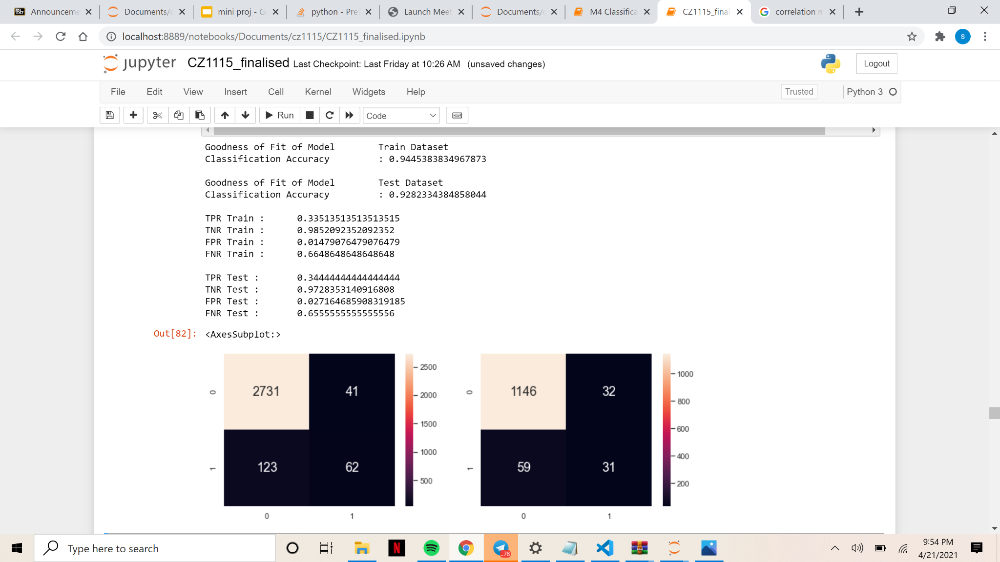 Announceme
Documents/c
mini proj - G
python - Pre
Launch Meet
Documents/c
M4 Classifica
CZ1115_final
correlation m
localhost:8889/notebooks/Documents/cz1115/CZ1115_finalised.ipynb
S
jupyter CZ1115_finalised Last Checkpoint: Last Friday at 10:26 AM (unsaved changes)
Logout
File Edit View Insert Cell Kernel Widgets Help
Trusted
Python 3
Run
Code
Goodness of Fit of Model Train Dataset
Classification Accuracy : 0.9445383834967873
Goodness of Fit of Model Test Dataset
Classification Accuracy : 0.9282334384858044
TPR Train : 0.33513513513513515
TNR Train : 0.9852092352092352
FPR Train : 0.01479076479076479
FNR Train : 0.6648648648648648
TPR Test : 0.34444444444444444
TNR Test : 0.9728353140916808
FPR Test : 0.027164685908319185
FNR Test : 0.6555555555555556
Out[82]: <AxesSubplot:>
0 2731 41
1 123 62
0 1
2500
2000
1500
1000
500
0 1146 32
1 59 31
0 1
1000
800
600
400
200
Type here to search
N
..78
9:54 PM
4/21/2021